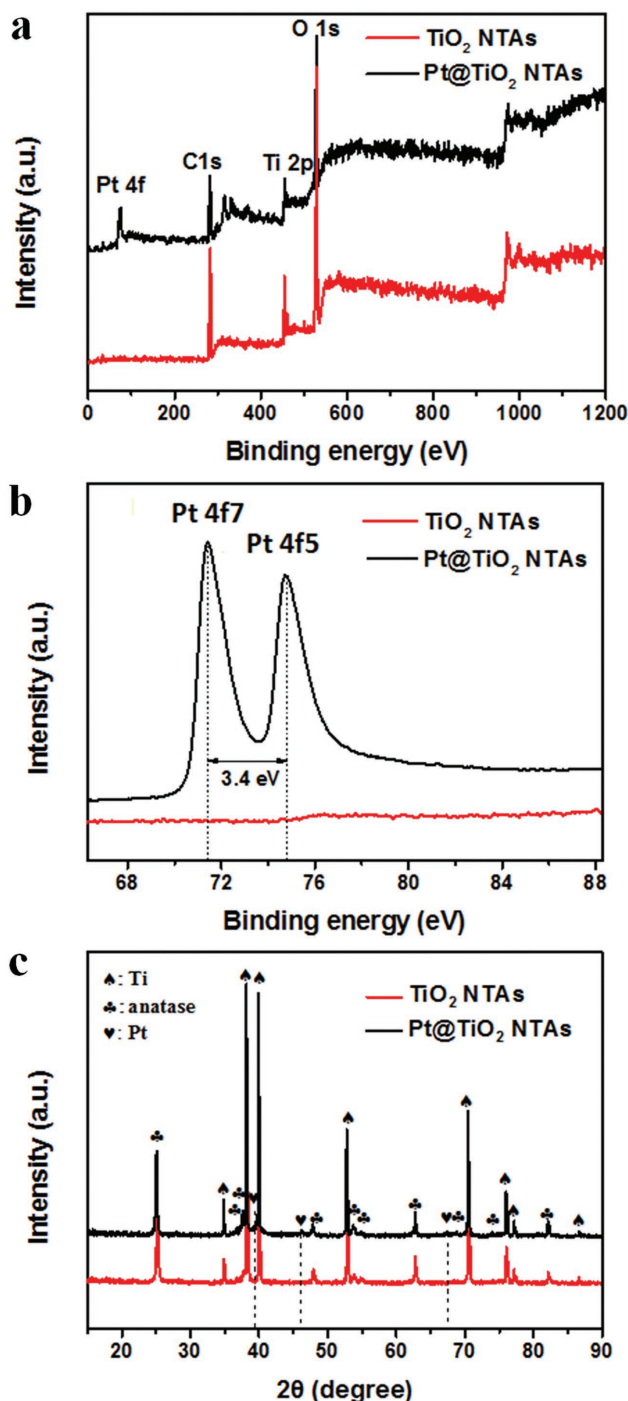 a
O 1s
TiO₂ NTAs
Pt@TiO₂ NTAs
C1s
Ti 2p
Pt 4f
Intensity (a.u.)
0 200 400 600 800 1000 1200
Binding energy (eV)
b
Pt 4f7
Pt 4f5
TiO₂ NTAs
Pt@TiO₂ NTAs
Intensity (a.u.)
3.4 eV
68 72 76 80 84 88
Binding energy (eV)
c
♠: Ti
♣: anatase
♥: Pt
TiO₂ NTAs
Pt@TiO₂ NTAs
Intensity (a.u.)
20 30 40 50 60 70 80 90
2θ (degree)